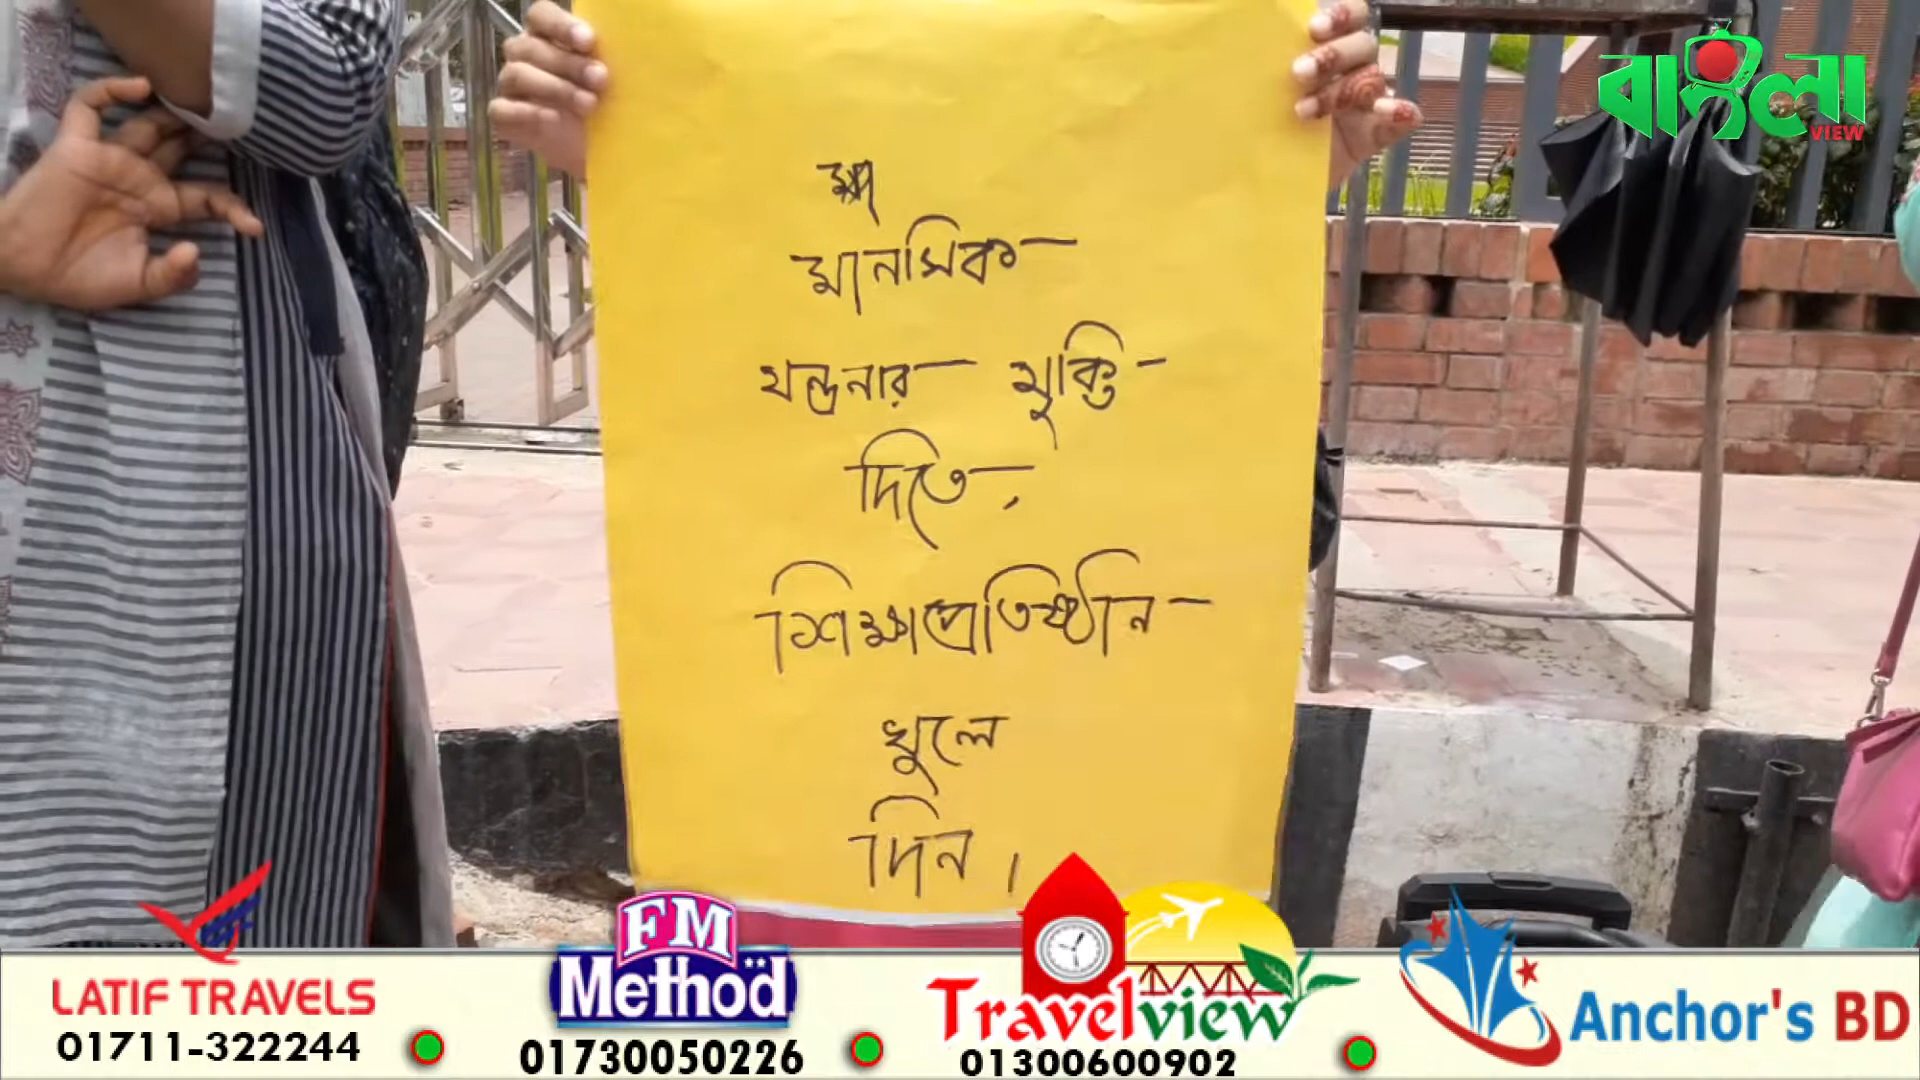 বাংলা
VIEW
মানসিক
যন্ত্রনার মুক্তি
দিতে,
শিক্ষাপ্রতিষ্ঠান
খুলে
দিন।
LATIF TRAVELS
01711-322244
FM
Method
01730050226
Travelview
01300600902
Anchor's BD